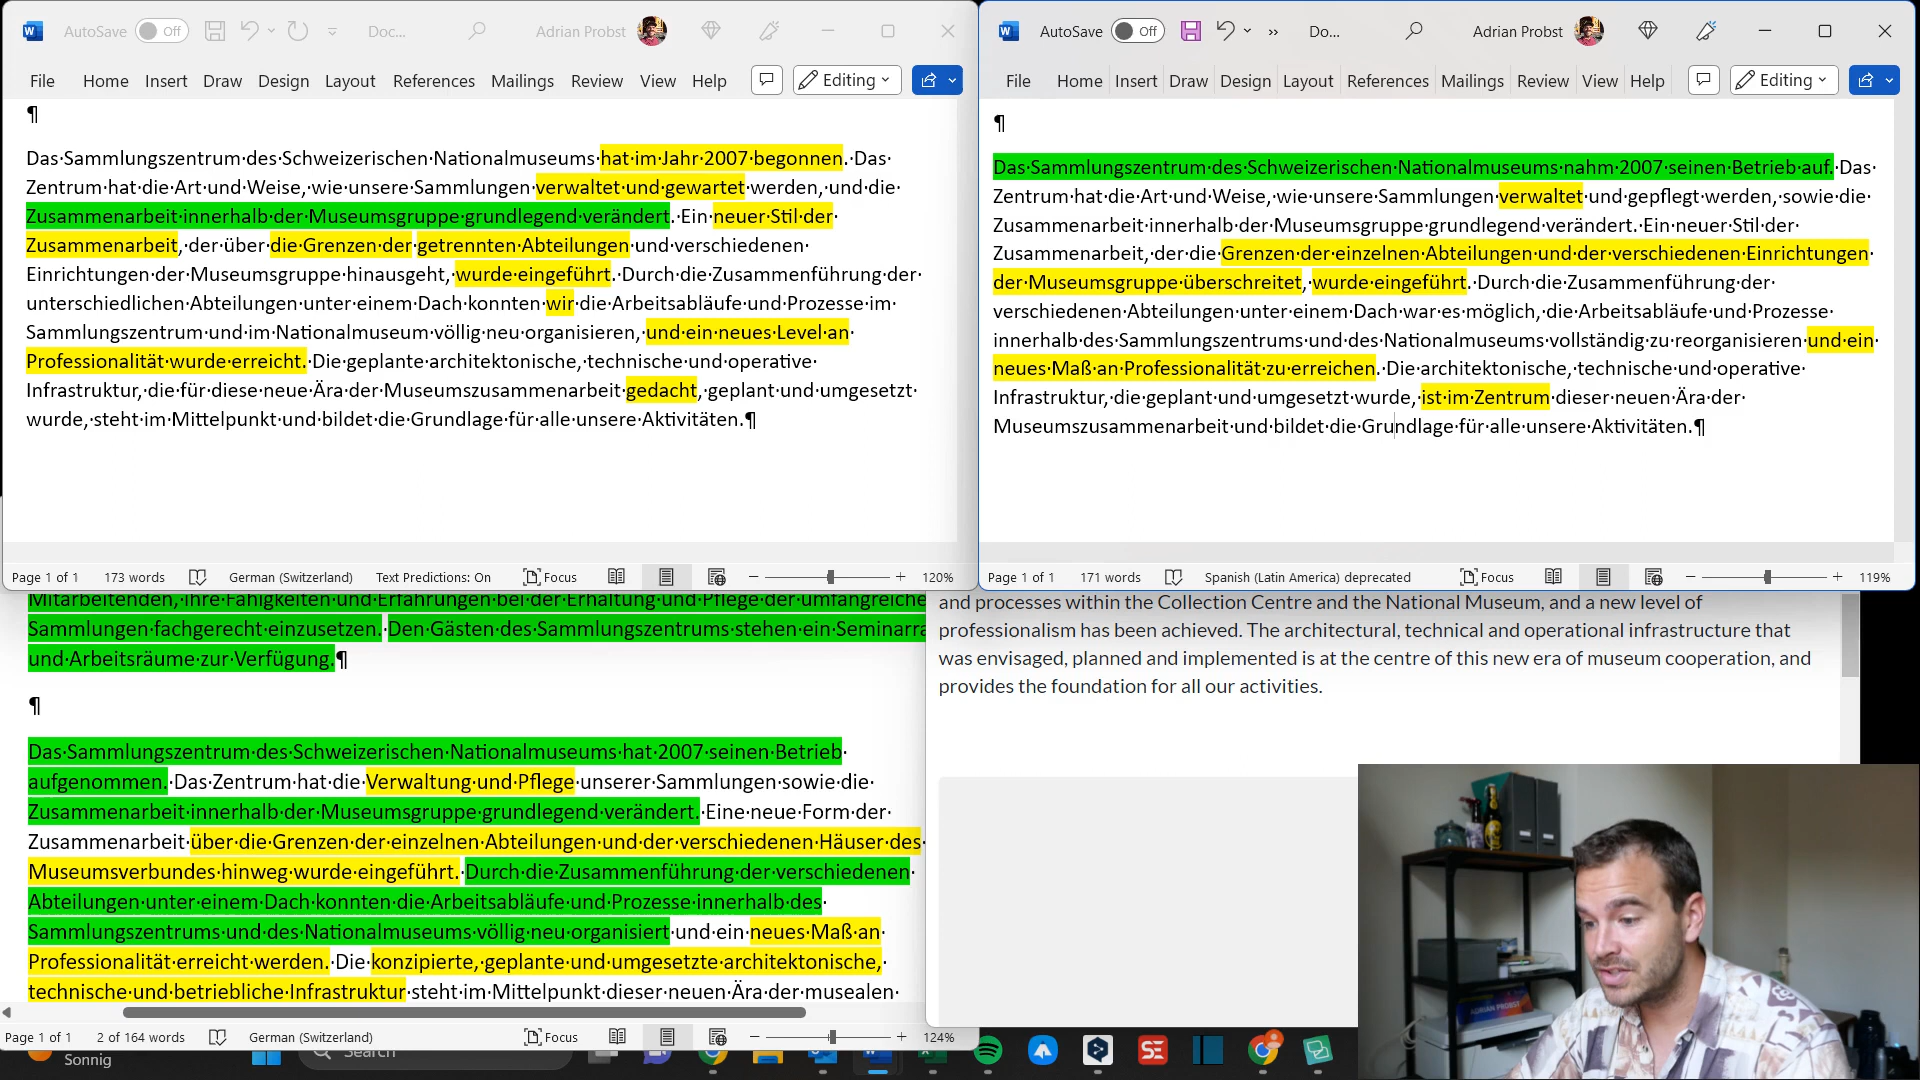 AutoSave Off Doc... Adrian Probst
File Home Insert Draw Design Layout References Mailings Review View Help Editing
¶
Das·Sammlungszentrum·des·Schweizerischen·Nationalmuseums·hat·im·Jahr·2007·begonnen.·Das·
Zentrum·hat·die·Art·und·Weise,·wie·unsere·Sammlungen·verwaltet·und·gewartet·werden,·und·die·
Zusammenarbeit·innerhalb·der·Museumsgruppe·grundlegend·verändert.·Ein·neuer·Stil·der·
Zusammenarbeit,·der·über·die·Grenzen·der·getrennten·Abteilungen·und·verschiedenen·
Einrichtungen·der·Museumsgruppe·hinausgeht,·wurde·eingeführt.·Durch·die·Zusammenführung·der·
unterschiedlichen·Abteilungen·unter·einem·Dach·konnten·wir·die·Arbeitsabläufe·und·Prozesse·im·
Sammlungszentrum·und·im·Nationalmuseum·völlig·neu·organisieren,·und·ein·neues·Level·an·
Professionalität·wurde·erreicht.·Die·geplante·architektonische,·technische·und·operative·
Infrastruktur,·die·für·diese·neue·Ära·der·Museumszusammenarbeit·gedacht,·geplant·und·umgesetzt·
wurde,·steht·im·Mittelpunkt·und·bildet·die·Grundlage·für·alle·unsere·Aktivitäten.¶
Page 1 of 1 173 words German (Switzerland) Text Predictions: On Focus 120%
AutoSave Off » Do... Adrian Probst
File Home Insert Draw Design Layout References Mailings Review View Help Editing
¶
Das·Sammlungszentrum·des·Schweizerischen·Nationalmuseums·nahm·2007·seinen·Betrieb·auf.·Das·
Zentrum·hat·die·Art·und·Weise,·wie·unsere·Sammlungen·verwaltet·und·gepflegt·werden,·sowie·die·
Zusammenarbeit·innerhalb·der·Museumsgruppe·grundlegend·verändert.·Ein·neuer·Stil·der·
Zusammenarbeit,·der·die·Grenzen·der·einzelnen·Abteilungen·und·der·verschiedenen·Einrichtungen·
der·Museumsgruppe·überschreitet,·wurde·eingeführt.·Durch·die·Zusammenführung·der·
verschiedenen·Abteilungen·unter·einem·Dach·war·es·möglich,·die·Arbeitsabläufe·und·Prozesse·
innerhalb·des·Sammlungszentrums·und·des·Nationalmuseums·vollständig·zu·reorganisieren·und·ein·
neues·Maß·an·Professionalität·zu·erreichen.·Die·architektonische,·technische·und·operative·
Infrastruktur,·die·geplant·und·umgesetzt·wurde,·ist·im·Zentrum·dieser·neuen·Ära·der·
Museumszusammenarbeit·und·bildet·die·Grundlage·für·alle·unsere·Aktivitäten.¶
Page 1 of 1 171 words Spanish (Latin America) deprecated Focus 119%
Mitarbeitenden,·ihre·Fähigkeiten·und·Erfahrungen·bei·der·Erhaltung·und·Pflege·der·umfangreiche
Sammlungen·fachgerecht·einzusetzen.·Den·Gästen·des·Sammlungszentrums·stehen·ein·Seminarra
und·Arbeitsräume·zur·Verfügung.¶
¶
Das·Sammlungszentrum·des·Schweizerischen·Nationalmuseums·hat·2007·seinen·Betrieb·
aufgenommen.·Das·Zentrum·hat·die·Verwaltung·und·Pflege·unserer·Sammlungen·sowie·die·
Zusammenarbeit·innerhalb·der·Museumsgruppe·grundlegend·verändert.·Eine·neue·Form·der·
Zusammenarbeit·über·die·Grenzen·der·einzelnen·Abteilungen·und·der·verschiedenen·Häuser·des·
Museumsverbundes·hinweg·wurde·eingeführt.·Durch·die·Zusammenführung·der·verschiedenen·
Abteilungen·unter·einem·Dach·konnten·die·Arbeitsabläufe·und·Prozesse·innerhalb·des·
Sammlungszentrums·und·des·Nationalmuseums·völlig·neu·organisiert·und·ein·neues·Maß·an·
Professionalität·erreicht·werden.·Die·konzipierte,·geplante·und·umgesetzte·architektonische,·
technische·und·betriebliche·Infrastruktur·steht·im·Mittelpunkt·dieser·neuen·Ära·der·musealen·
Page 1 of 1 2 of 164 words German (Switzerland) Focus 124%
and processes within the Collection Centre and the National Museum, and a new level of
professionalism has been achieved. The architectural, technical and operational infrastructure that
was envisaged, planned and implemented is at the centre of this new era of museum cooperation, and
provides the foundation for all our activities.
ADRIAN PROBST
Sonnig Search
SE